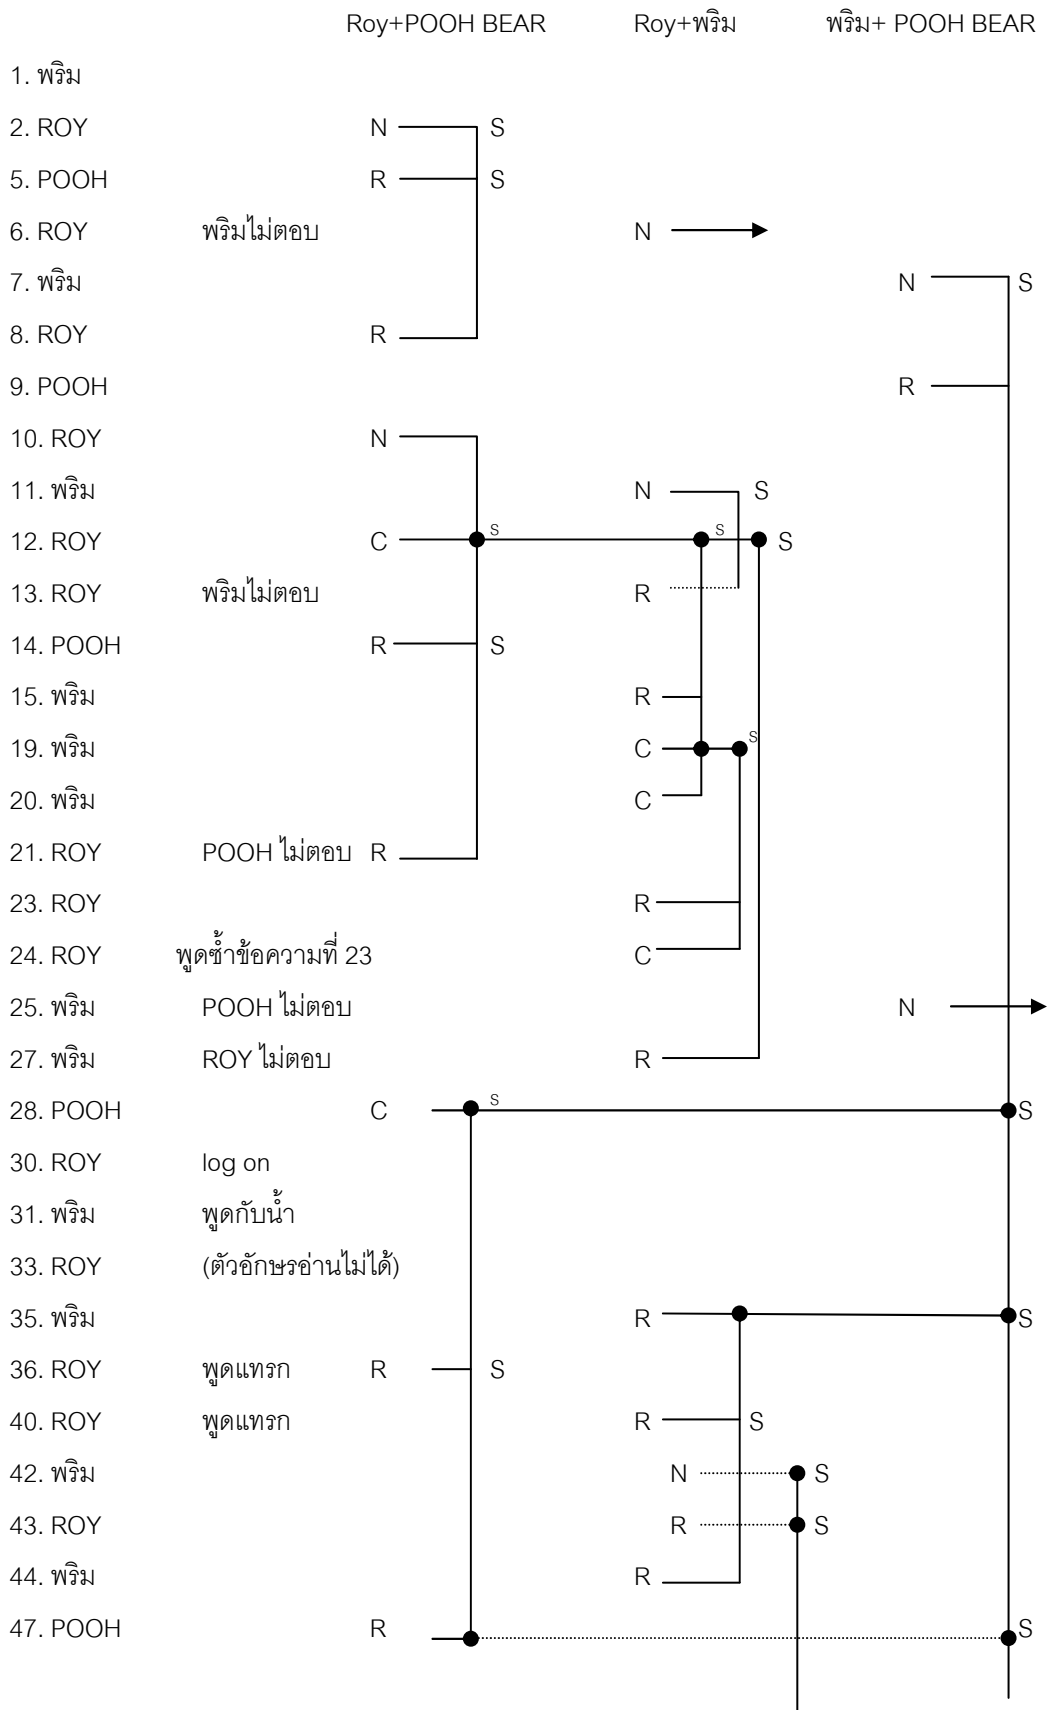 Roy+POOH BEAR Roy+พริม พริม+ POOH BEAR
1. พริม
2. ROY N S
5. POOH R S
6. ROY พริมไม่ตอบ N
7. พริม N S
8. ROY R
9. POOH R
10. ROY N
11. พริม N S
12. ROY C S S S
13. ROY พริมไม่ตอบ R
14. POOH R S
15. พริม R
19. พริม C S
20. พริม C
21. ROY POOH ไม่ตอบ R
23. ROY R
24. ROY พูดซ้ำข้อความที่ 23 C
25. พริม POOH ไม่ตอบ N
27. พริม ROY ไม่ตอบ R
28. POOH C S S
30. ROY log on
31. พริม พูดกับน้ำ
33. ROY (ตัวอักษรอ่านไม่ได้)
35. พริม R S
36. ROY พูดแทรก R S
40. ROY พูดแทรก R S
42. พริม N S
43. ROY R S
44. พริม R
47. POOH R S